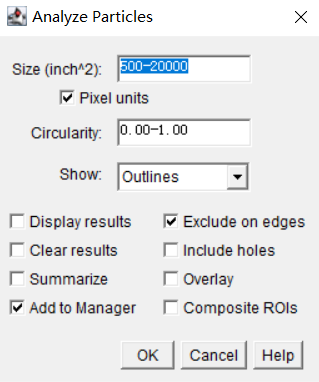 Analyze Particles
Size (inch^2): 500-20000
Pixel units
Circularity: 0.00-1.00
Show: Outlines
Display results Exclude on edges
Clear results Include holes
Summarize Overlay
Add to Manager Composite ROIs
OK Cancel Help